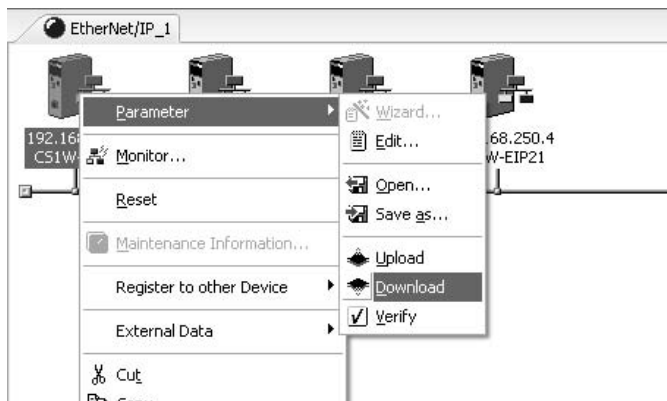 EtherNet/IP_1
192.16
CS1W-
68.250.4
W-EIP21
Parameter
Monitor...
Reset
Maintenance Information...
Register to other Device
External Data
Cut
Wizard...
Edit...
Open...
Save as...
Upload
Download
Verify